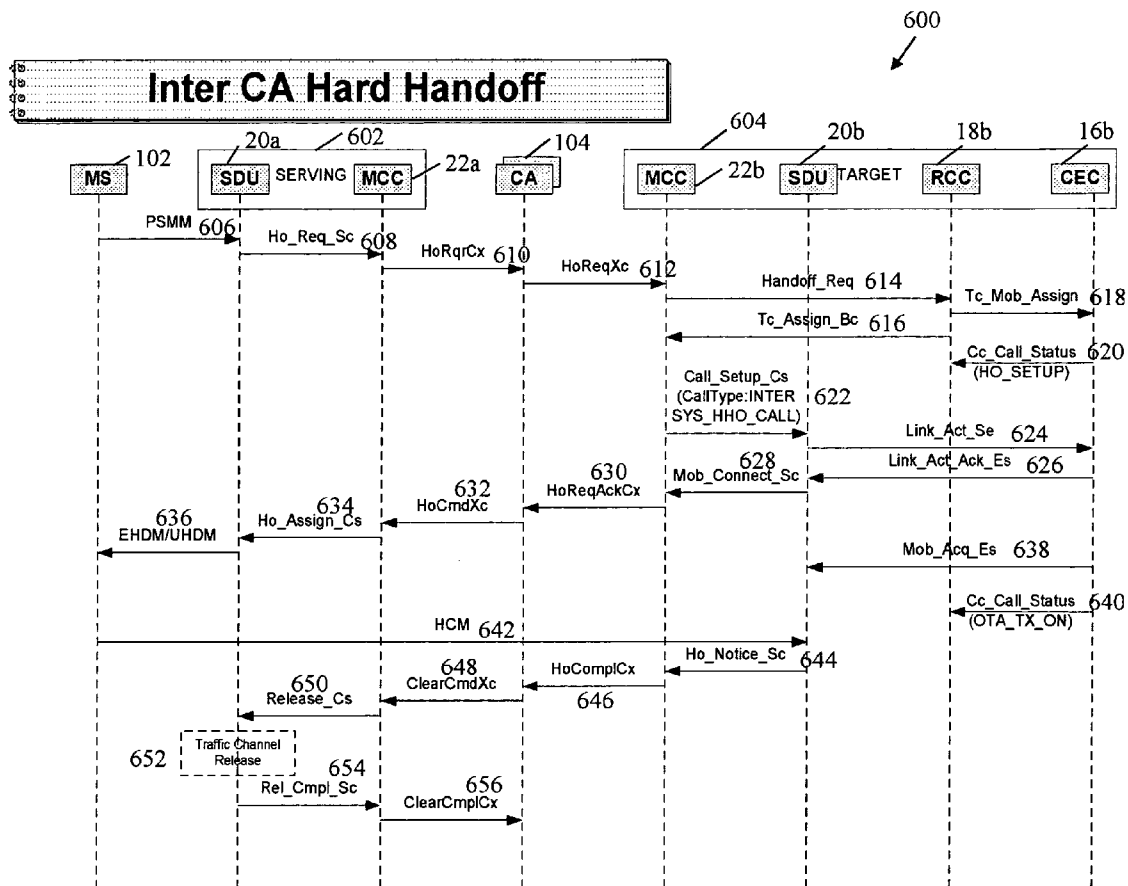 600
Inter CA Hard Handoff
102
20a
602
104
604
20b
18b
16b
MS
SDU
SERVING
MCC
22a
CA
MCC
22b
SDU
TARGET
RCC
CEC
PSMM
606
Ho_Req_Sc
608
HoRqrCx
610
HoReqXc
612
Handoff_Req
614
Tc_Mob_Assign
618
Tc_Assign_Bc
616
Cc_Call_Status
620
(HO_SETUP)
Call_Setup_Cs
(CallType:INTER
SYS_HHO_CALL)
622
Link_Act_Se
624
Link_Act_Ack_Es
626
628
Mob_Connect_Sc
630
HoReqAckCx
632
HoCmdXc
634
Ho_Assign_Cs
636
EHDM/UHDM
Mob_Acq_Es
638
Cc_Call_Status
640
(OTA_TX_ON)
HCM
642
Ho_Notice_Sc
644
HoComplCx
646
648
ClearCmdXc
650
Release_Cs
Traffic Channel
Release
652
654
Rel_Cmpl_Sc
656
ClearCmplCx